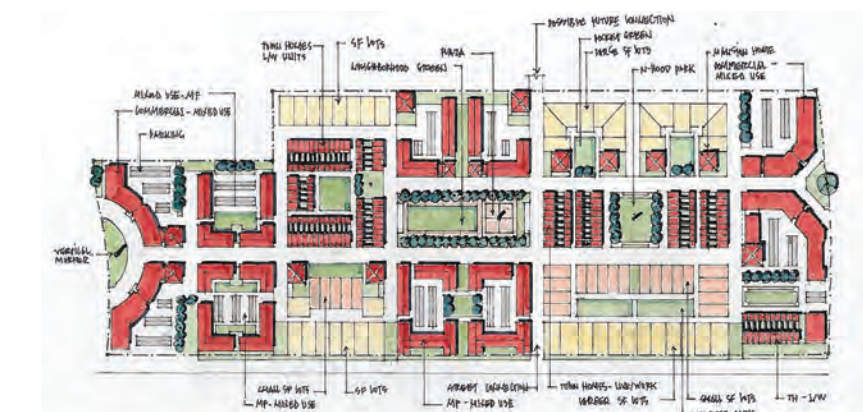 POSSIBLE FUTURE CONNECTION
POCKET GREEN
LARGE SF LOTS
MANSION HOME
COMMERCIAL -
MIXED USE
N-HOOD PARK
PLAZA
NEIGHBORHOOD GREEN
SF LOTS
TOWN HOMES
L/W UNITS
MIXED USE - MF
COMMERCIAL - MIXED USE
PARKING
VERTICAL
MARKER
SMALL SF LOTS
MF - MIXED USE
SF LOTS
STREET CONNECTION
MF - MIXED USE
TOWN HOMES - LIVE/WORK
LARGER SF LOTS
SMALL SF LOTS
TH - L/W